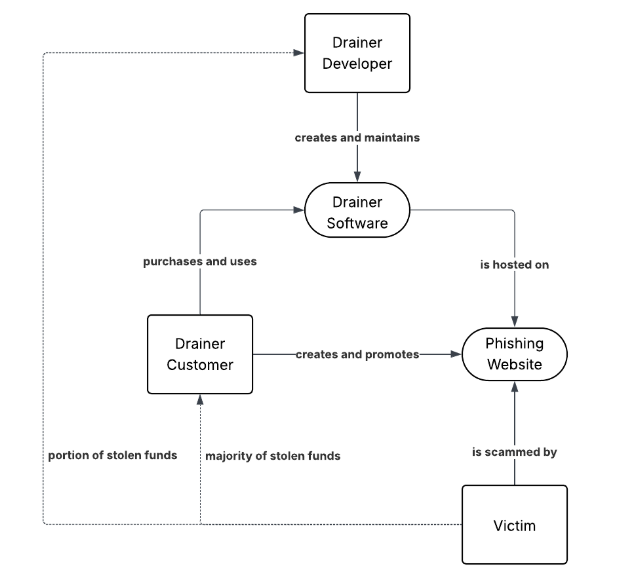 Drainer
Developer
creates and maintains
Drainer
Software
purchases and uses
is hosted on
Drainer
Customer
creates and promotes
Phishing
Website
portion of stolen funds
majority of stolen funds
is scammed by
Victim